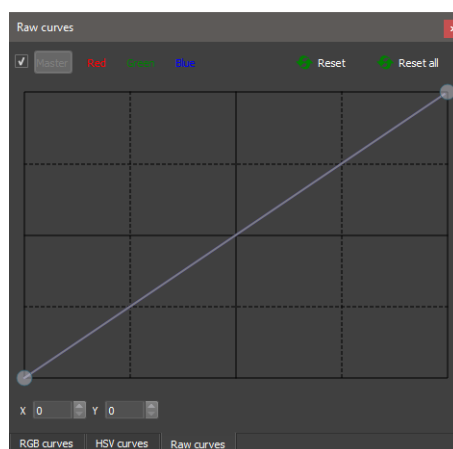 Raw curves
Master Red Green Blue Reset Reset all
X 0 Y 0
RGB curves HSV curves Raw curves